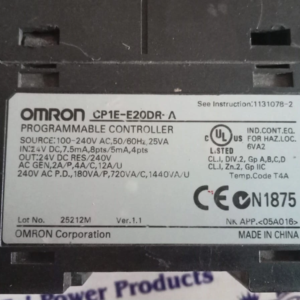 See Instruction:1131076-2
OMRON CP1E-E20DR-A
PROGRAMMABLE CONTROLLER
SOURCE:100-240V AC,50/60Hz,25VA
IN:24V DC,7.5mA,8pts/5mA,4pts
OUT:24V DC RES/240V
AC GEN,2A/P,4A/C,12A/U
240V AC P.D., 180VA/P,720VA/C,1440VA/U
UL
LISTED
IND.CONT.EQ.
FOR HAZ.LOC.
6VA2
CL.I, DIV.2, Gp A,B,C,D
CL.I, Zn.2, Gp IIC
Temp.Code T4A
CE N1875
Lot No. 25212M Ver.1.1
OMRON Corporation
Power Products